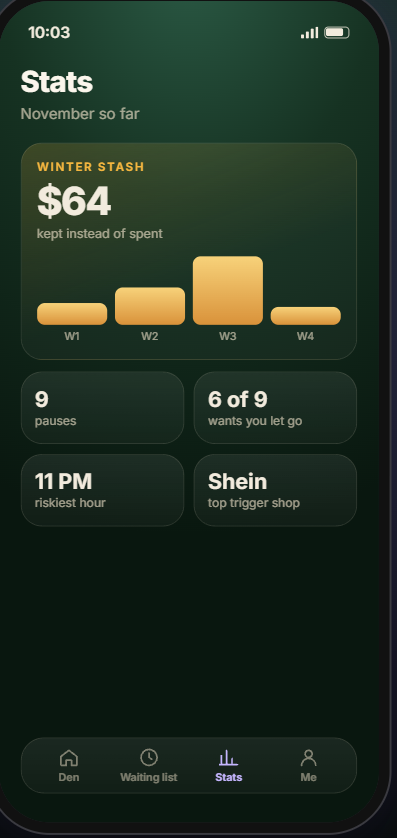 10:03
Stats
November so far
WINTER STASH
$64
kept instead of spent
W1 W2 W3 W4
9
pauses
6 of 9
wants you let go
11 PM
riskiest hour
Shein
top trigger shop
Den Waiting list Stats Me